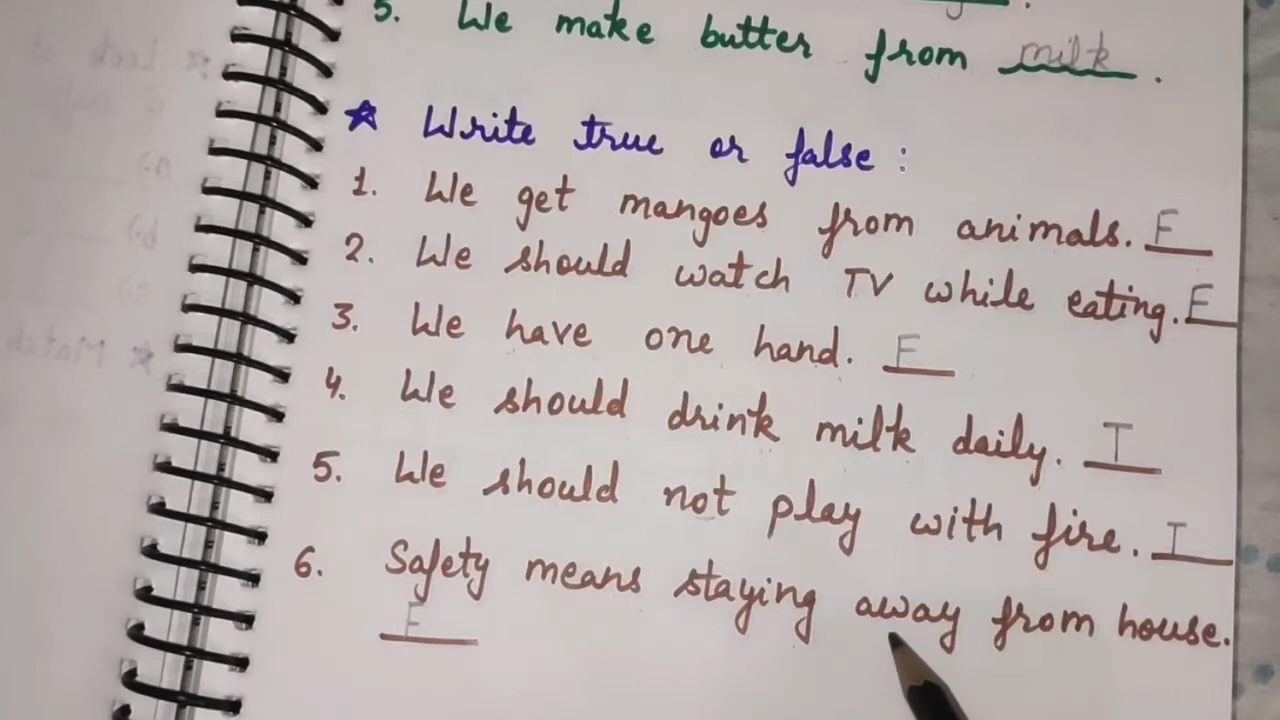 5. We make butter from milk.
☆ Write true or false :
1. We get mangoes from animals. F
2. We should watch TV while eating. F
3. We have one hand. F
4. We should drink milk daily. T
5. We should not play with fire. T
6. Safety means staying away from house.
F